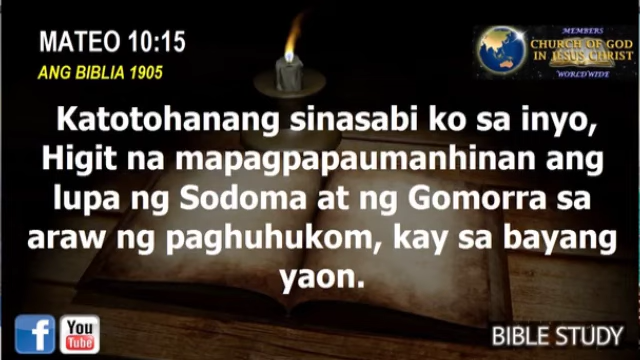 MATEO 10:15
ANG BIBLIA 1905
MEMBERS
CHURCH OF GOD
IN JESUS CHRIST
WORLDWIDE
Katotohanang sinasabi ko sa inyo,
Higit na mapagpapaumanhinan ang
lupa ng Sodoma at ng Gomorra sa
araw ng paghuhukom, kay sa bayang
yaon.
f
You
Tube
BIBLE STUDY